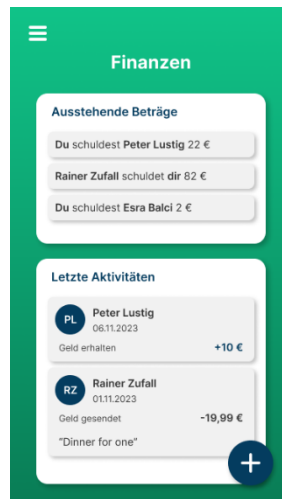 Finanzen
Ausstehende Beträge
Du schuldest Peter Lustig 22 €
Rainer Zufall schuldet dir 82 €
Du schuldest Esra Balci 2 €
Letzte Aktivitäten
PL
Peter Lustig
06.11.2023
Geld erhalten +10 €
RZ
Rainer Zufall
01.11.2023
Geld gesendet -19,99 €
"Dinner for one"